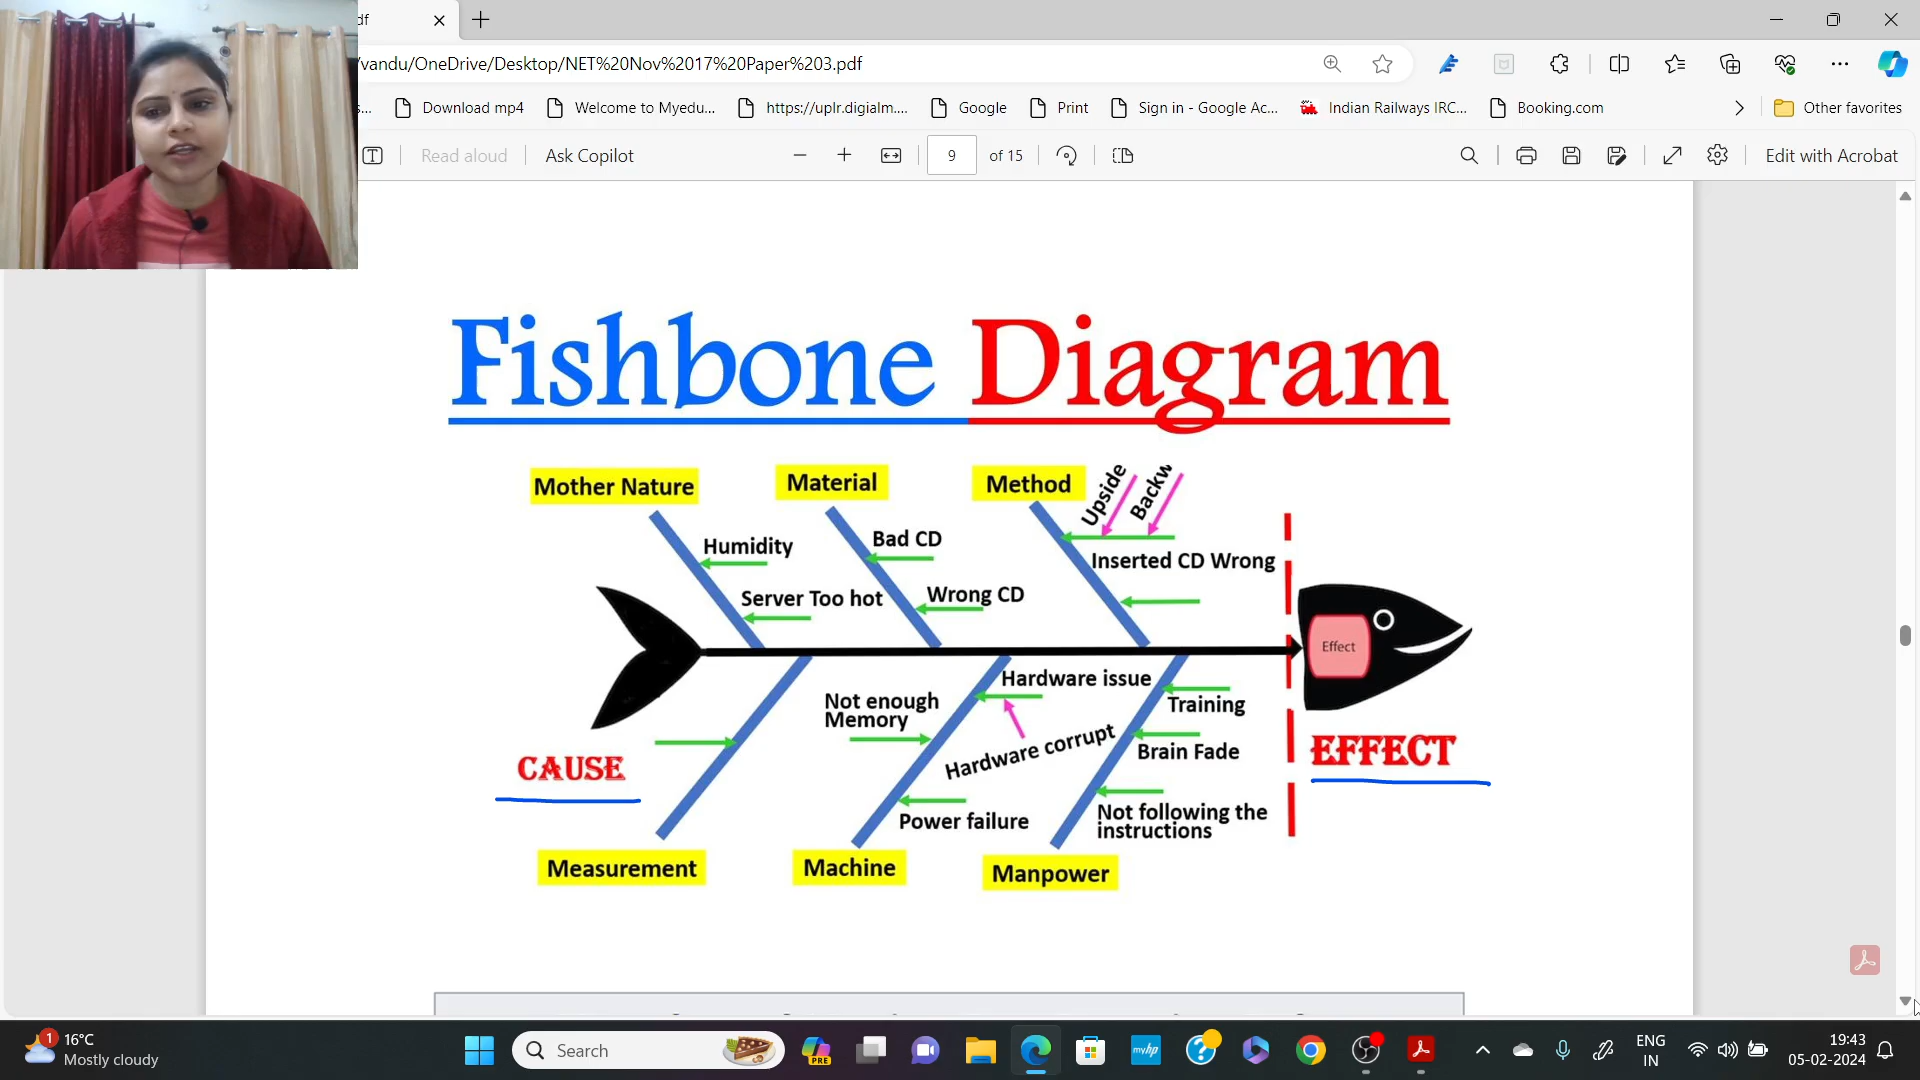 df
/vandu/OneDrive/Desktop/NET%20Nov%2017%20Paper%203.pdf
s...
Download mp4
Welcome to Myedu...
https://uplr.digialm....
Google
Print
Sign in - Google Ac...
Indian Railways IRC...
Booking.com
Other favorites
Read aloud
Ask Copilot
9
of 15
Edit with Acrobat
Fishbone Diagram
Mother Nature
Material
Method
Upside
Backw
Humidity
Bad CD
Inserted CD Wrong
Server Too hot
Wrong CD
Effect
Hardware issue
Not enough
Memory
Training
Hardware corrupt
Brain Fade
CAUSE
EFFECT
Power failure
Not following the
instructions
Measurement
Machine
Manpower
1
16°C
Mostly cloudy
Search
PRE
myhp
ENG
IN
19:43
05-02-2024